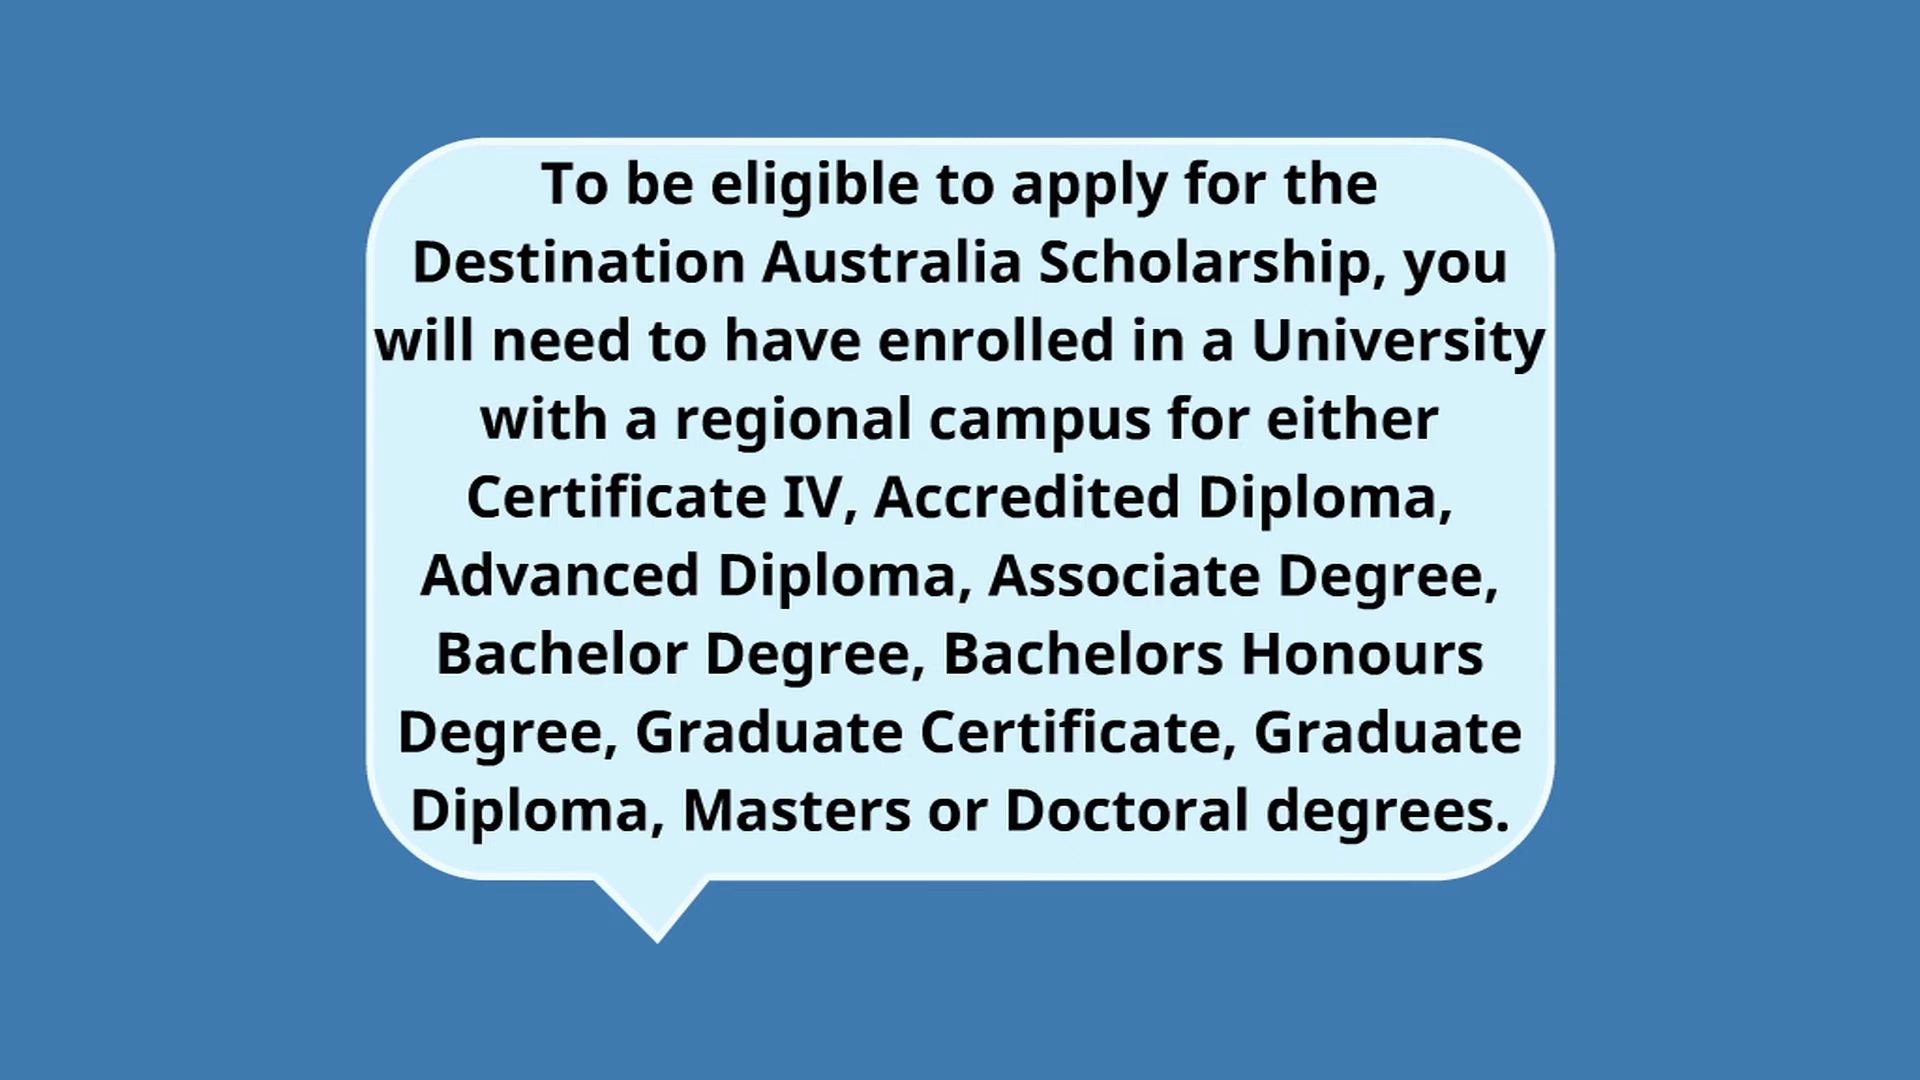 To be eligible to apply for the
Destination Australia Scholarship, you
will need to have enrolled in a University
with a regional campus for either
Certificate IV, Accredited Diploma,
Advanced Diploma, Associate Degree,
Bachelor Degree, Bachelors Honours
Degree, Graduate Certificate, Graduate
Diploma, Masters or Doctoral degrees.